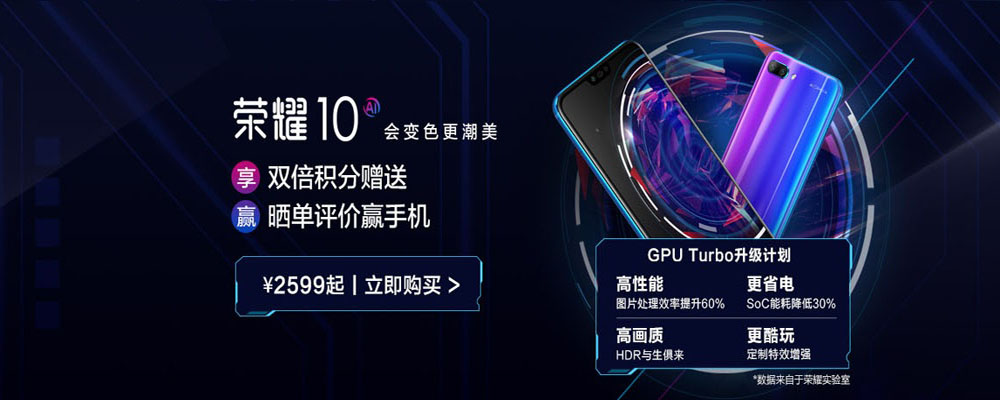 荣耀10 AI 会变色更潮美
享 双倍积分赠送
赢 晒单评价赢手机
¥2599起丨立即购买 >
GPU Turbo升级计划
高性能 更省电
图片处理效率提升60% SoC能耗降低30%
高画质 更酷玩
HDR与生俱来 定制特效增强
*数据来自于荣耀实验室